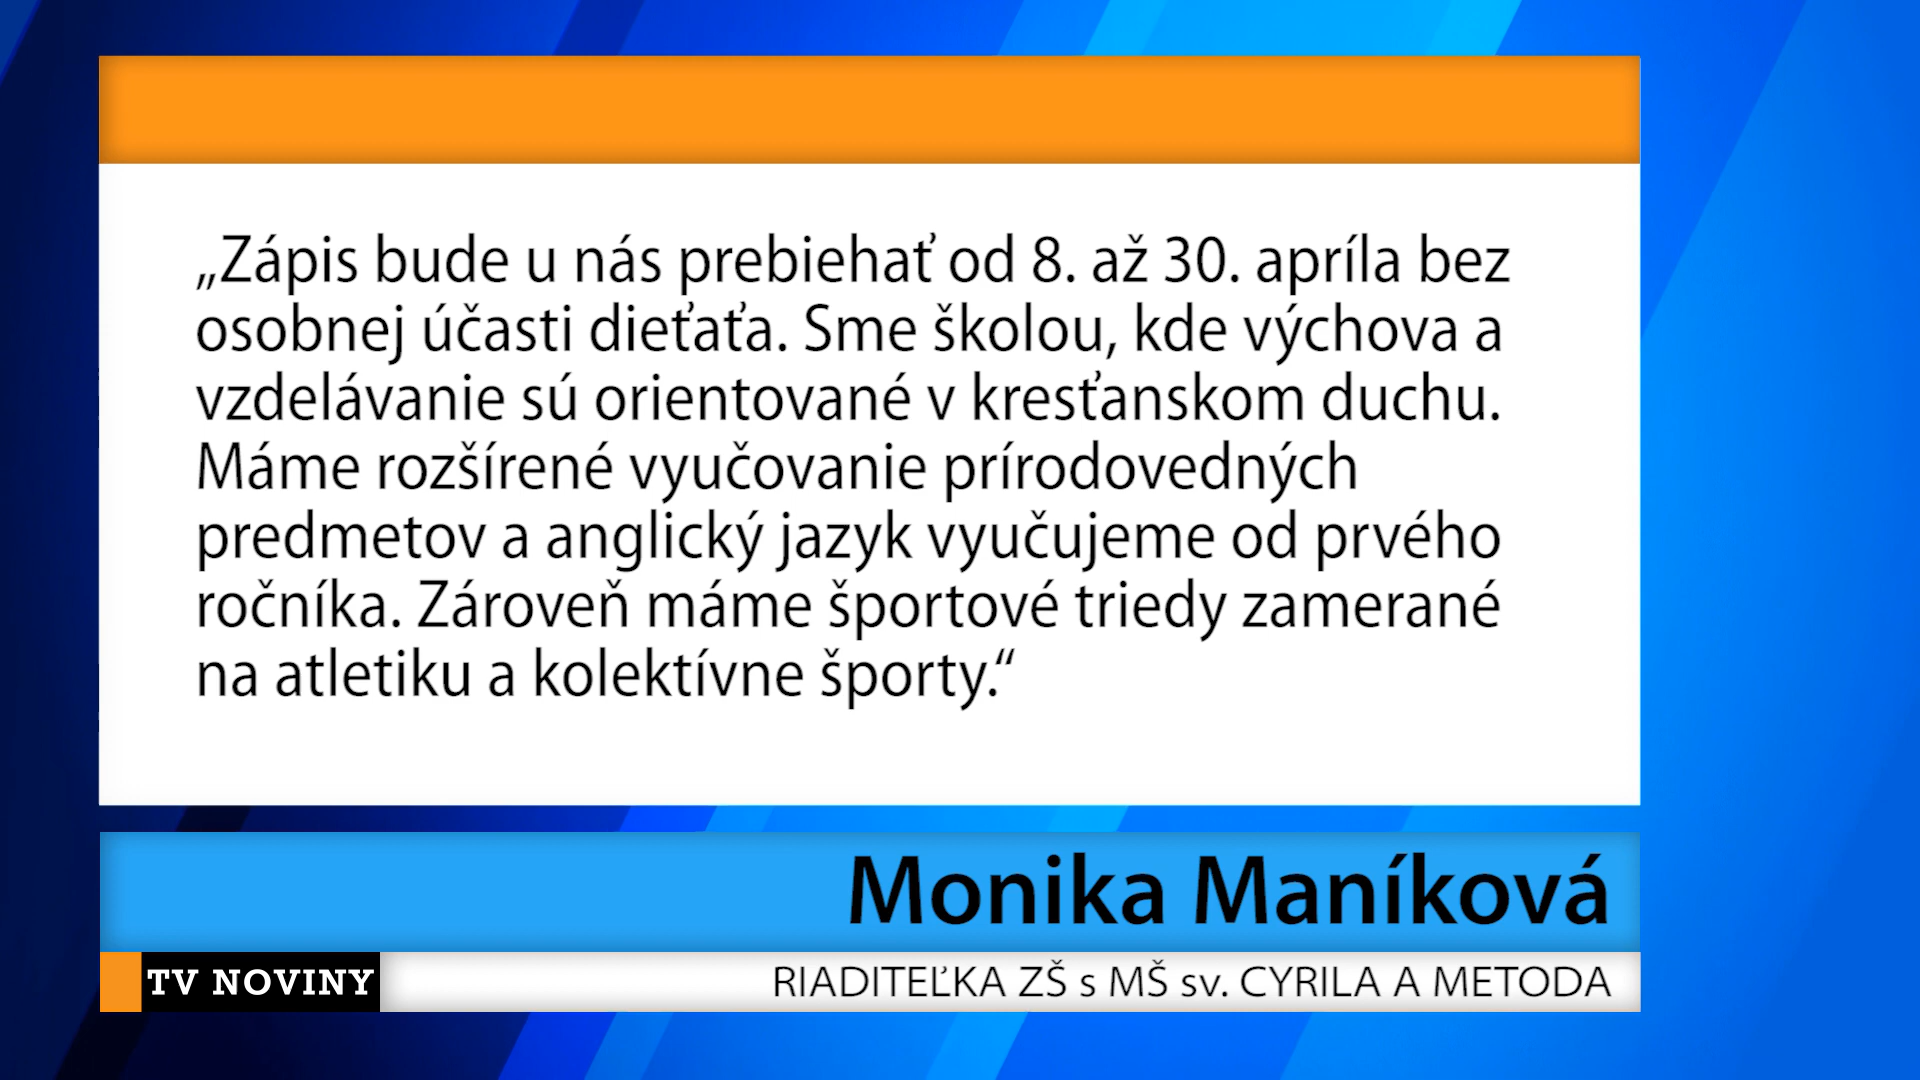 „Zápis bude u nás prebiehať od 8. až 30. apríla bez
osobnej účasti dieťaťa. Sme školou, kde výchova a
vzdelávanie sú orientované v kresťanskom duchu.
Máme rozšírené vyučovanie prírodovedných
predmetov a anglický jazyk vyučujeme od prvého
ročníka. Zároveň máme športové triedy zamerané
na atletiku a kolektívne športy.“
Monika Maníková
TV NOVINY
RIADITEĽKA ZŠ s MŠ sv. CYRILA A METODA